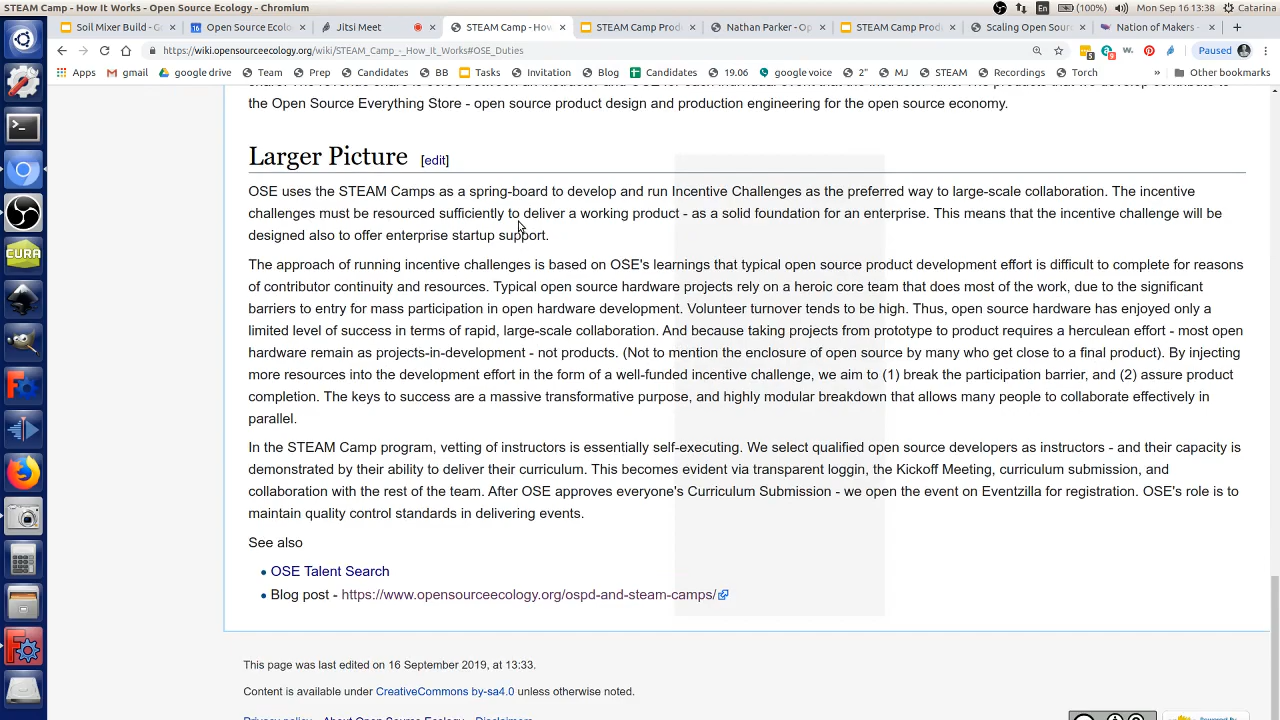 STEAM Camp - How It Works - Open Source Ecology - Chromium
En (100%) Mon Sep 16 13:38 Catarina
Soil Mixer Build - G
Open Source Ecol
Jitsi Meet
STEAM Camp - How
STEAM Camp Prod
Nathan Parker - Op
STEAM Camp Prod
Scaling Open Sour
Nation of Makers
https://wiki.opensourceecology.org/wiki/STEAM_Camp_-_How_It_Works#OSE_Duties
Paused
Apps gmail google drive Team Prep Candidates BB Tasks Invitation Blog Candidates 19.06 google voice 2" MJ STEAM Recordings Torch » Other bookmarks
the Open Source Everything Store - open source product design and production engineering for the open source economy.
Larger Picture [edit]
OSE uses the STEAM Camps as a spring-board to develop and run Incentive Challenges as the preferred way to large-scale collaboration. The incentive
challenges must be resourced sufficiently to deliver a working product - as a solid foundation for an enterprise. This means that the incentive challenge will be
designed also to offer enterprise startup support.
The approach of running incentive challenges is based on OSE's learnings that typical open source product development effort is difficult to complete for reasons
of contributor continuity and resources. Typical open source hardware projects rely on a heroic core team that does most of the work, due to the significant
barriers to entry for mass participation in open hardware development. Volunteer turnover tends to be high. Thus, open source hardware has enjoyed only a
limited level of success in terms of rapid, large-scale collaboration. And because taking projects from prototype to product requires a herculean effort - most open
hardware remain as projects-in-development - not products. (Not to mention the enclosure of open source by many who get close to a final product). By injecting
more resources into the development effort in the form of a well-funded incentive challenge, we aim to (1) break the participation barrier, and (2) assure product
completion. The keys to success are a massive transformative purpose, and highly modular breakdown that allows many people to collaborate effectively in
parallel.
In the STEAM Camp program, vetting of instructors is essentially self-executing. We select qualified open source developers as instructors - and their capacity is
demonstrated by their ability to deliver their curriculum. This becomes evident via transparent loggin, the Kickoff Meeting, curriculum submission, and
collaboration with the rest of the team. After OSE approves everyone's Curriculum Submission - we open the event on Eventzilla for registration. OSE's role is to
maintain quality control standards in delivering events.
See also
OSE Talent Search
Blog post - https://www.opensourceecology.org/ospd-and-steam-camps/
This page was last edited on 16 September 2019, at 13:33.
Content is available under CreativeCommons by-sa4.0 unless otherwise noted.
Privacy policy About Open Source Ecology Disclaimers
CURA